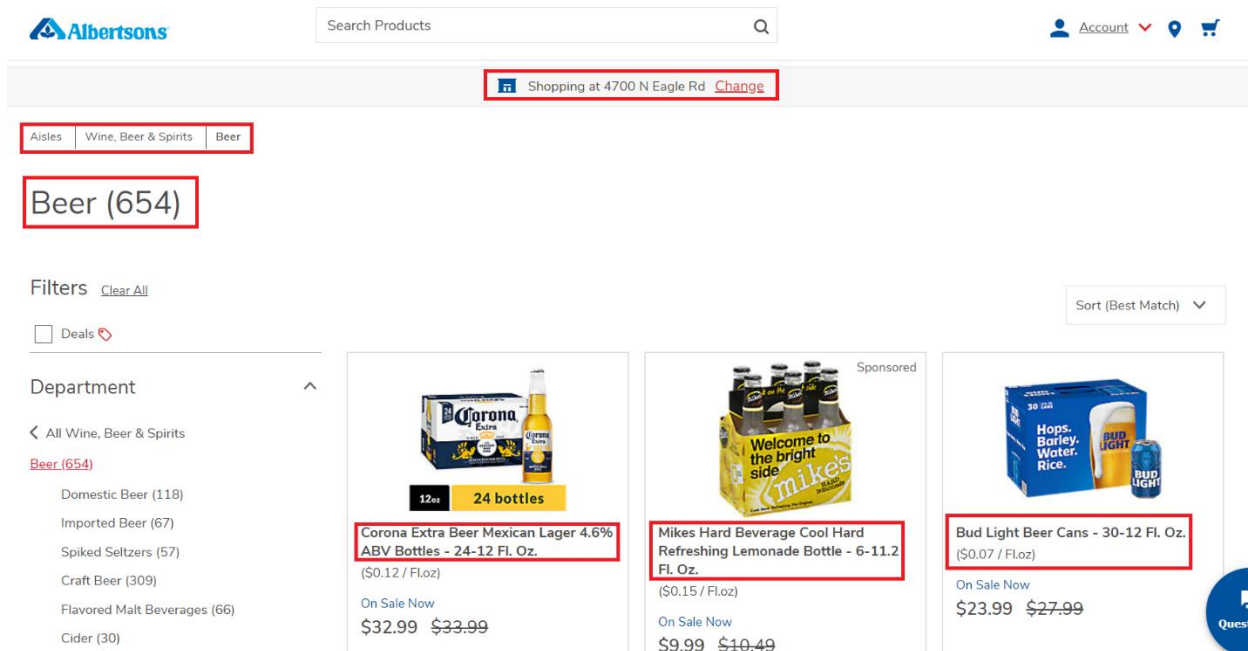 Albertsons
Search Products
Account
Shopping at 4700 N Eagle Rd Change
Aisles Wine, Beer & Spirits Beer
Beer (654)
Filters Clear All
Sort (Best Match)
Deals
Department
All Wine, Beer & Spirits
Beer (654)
Domestic Beer (118)
Imported Beer (67)
Spiked Seltzers (57)
Craft Beer (309)
Flavored Malt Beverages (66)
Cider (30)
Corona
Extra
Corona
12oz 24 bottles
Corona Extra Beer Mexican Lager 4.6%
ABV Bottles - 24-12 Fl. Oz.
($0.12 / Fl.oz)
On Sale Now
$32.99 $33.99
Sponsored
Welcome to
the bright
side
mike's
HARD
Mikes Hard Beverage Cool Hard
Refreshing Lemonade Bottle - 6-11.2
Fl. Oz.
($0.15 / Fl.oz)
On Sale Now
$9.99 $10.49
30
Hops.
Barley.
Water.
Rice.
BUD
LIGHT
BUD
LIGHT
Bud Light Beer Cans - 30-12 Fl. Oz.
($0.07 / Fl.oz)
On Sale Now
$23.99 $27.99